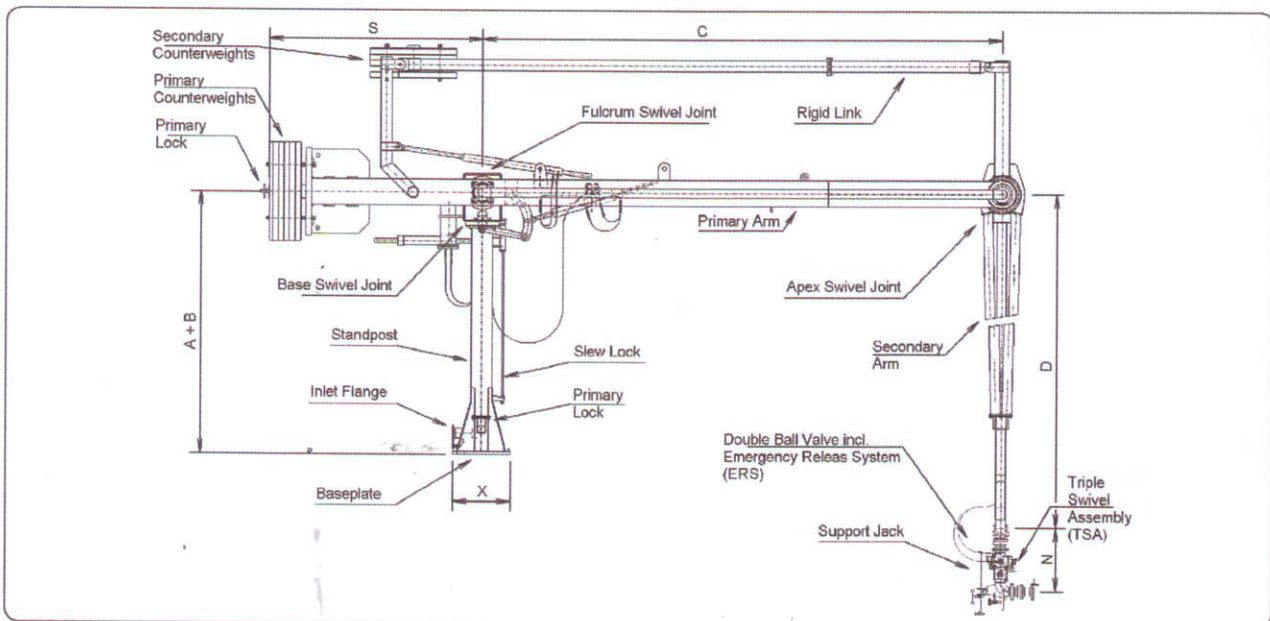 S
C
Secondary
Counterweights
Primary
Counterweights
Primary
Lock
Fulcrum Swivel Joint
Rigid Link
Primary Arm
Base Swivel Joint
Apex Swivel Joint
A + B
Standpost
Slew Lock
Secondary
Arm
D
Inlet Flange
Primary
Lock
Double Ball Valve incl.
Emergency Releas System
(ERS)
Baseplate
X
Triple
Swivel
Assembly
(TSA)
Support Jack
N